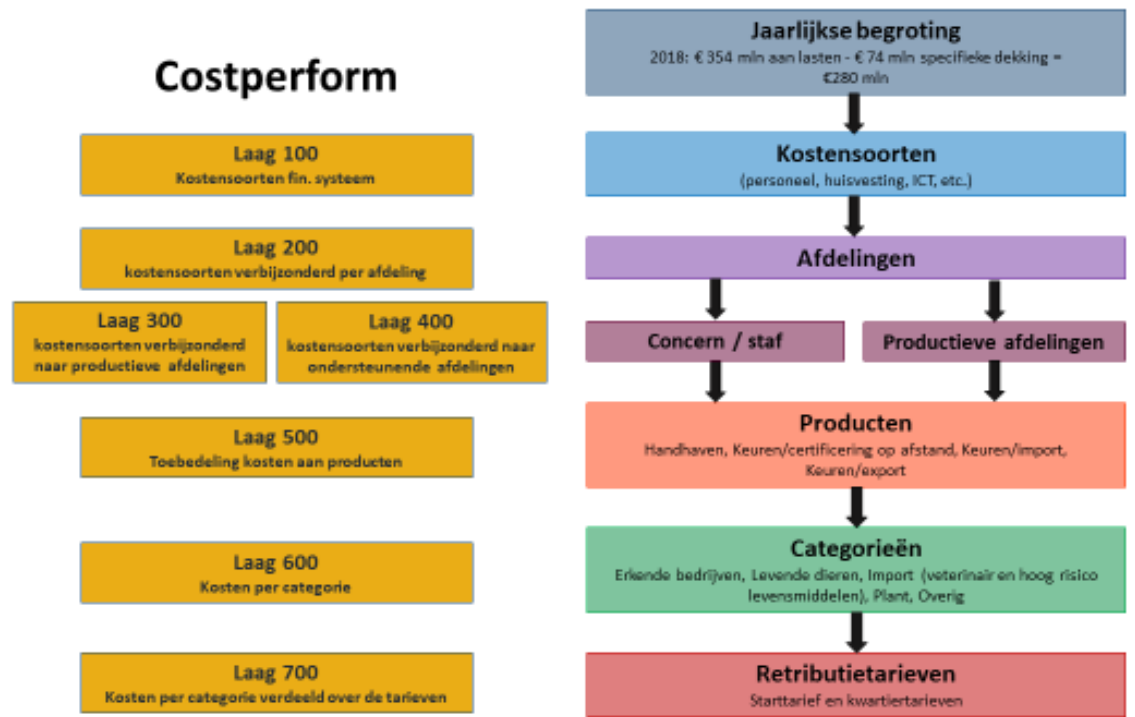 Costperform
Laag 100
Kostensoorten fin. systeem
Laag 200
kostensoorten verbijzonderd per afdeling
Laag 300
kostensoorten verbijzonderd
naar productieve afdelingen
Laag 400
kostensoorten verbijzonderd naar
ondersteunende afdelingen
Laag 500
Toebedeling kosten aan producten
Laag 600
Kosten per categorie
Laag 700
Kosten per categorie verdeeld over de tarieven
Jaarlijkse begroting
2018: € 354 mln aan lasten - € 74 mln specifieke dekking =
€280 mln
Kostensoorten
(personeel, huisvesting, ICT, etc.)
Afdelingen
Concern / staf
Productieve afdelingen
Producten
Handhaven, Keuren/certificering op afstand, Keuren/import,
Keuren/export
Categorieën
Erkende bedrijven, Levende dieren, Import (veterinair en hoog risico
levensmiddelen), Plant, Overig
Retributietarieven
Starttarief en kwartiertarieven